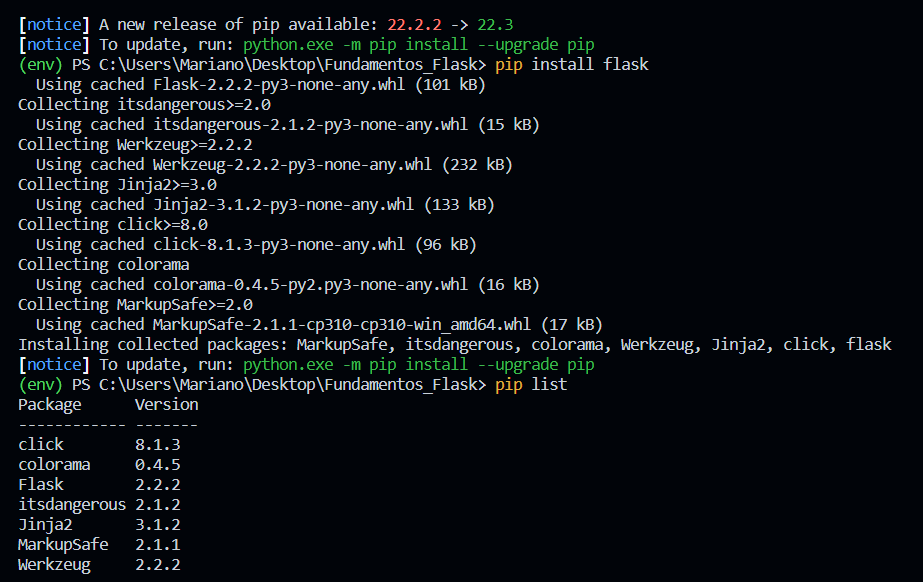 [notice] A new release of pip available: 22.2.2 -> 22.3
[notice] To update, run: python.exe -m pip install --upgrade pip
(env) PS C:\Users\Mariano\Desktop\Fundamentos_Flask> pip install flask
  Using cached Flask-2.2.2-py3-none-any.whl (101 kB)
Collecting itsdangerous>=2.0
  Using cached itsdangerous-2.1.2-py3-none-any.whl (15 kB)
Collecting Werkzeug>=2.2.2
  Using cached Werkzeug-2.2.2-py3-none-any.whl (232 kB)
Collecting Jinja2>=3.0
  Using cached Jinja2-3.1.2-py3-none-any.whl (133 kB)
Collecting click>=8.0
  Using cached click-8.1.3-py3-none-any.whl (96 kB)
Collecting colorama
  Using cached colorama-0.4.5-py2.py3-none-any.whl (16 kB)
Collecting MarkupSafe>=2.0
  Using cached MarkupSafe-2.1.1-cp310-cp310-win_amd64.whl (17 kB)
Installing collected packages: MarkupSafe, itsdangerous, colorama, Werkzeug, Jinja2, click, flask
[notice] To update, run: python.exe -m pip install --upgrade pip
(env) PS C:\Users\Mariano\Desktop\Fundamentos_Flask> pip list
Package      Version
------------ -------
click        8.1.3
colorama     0.4.5
Flask        2.2.2
itsdangerous 2.1.2
Jinja2       3.1.2
MarkupSafe   2.1.1
Werkzeug     2.2.2